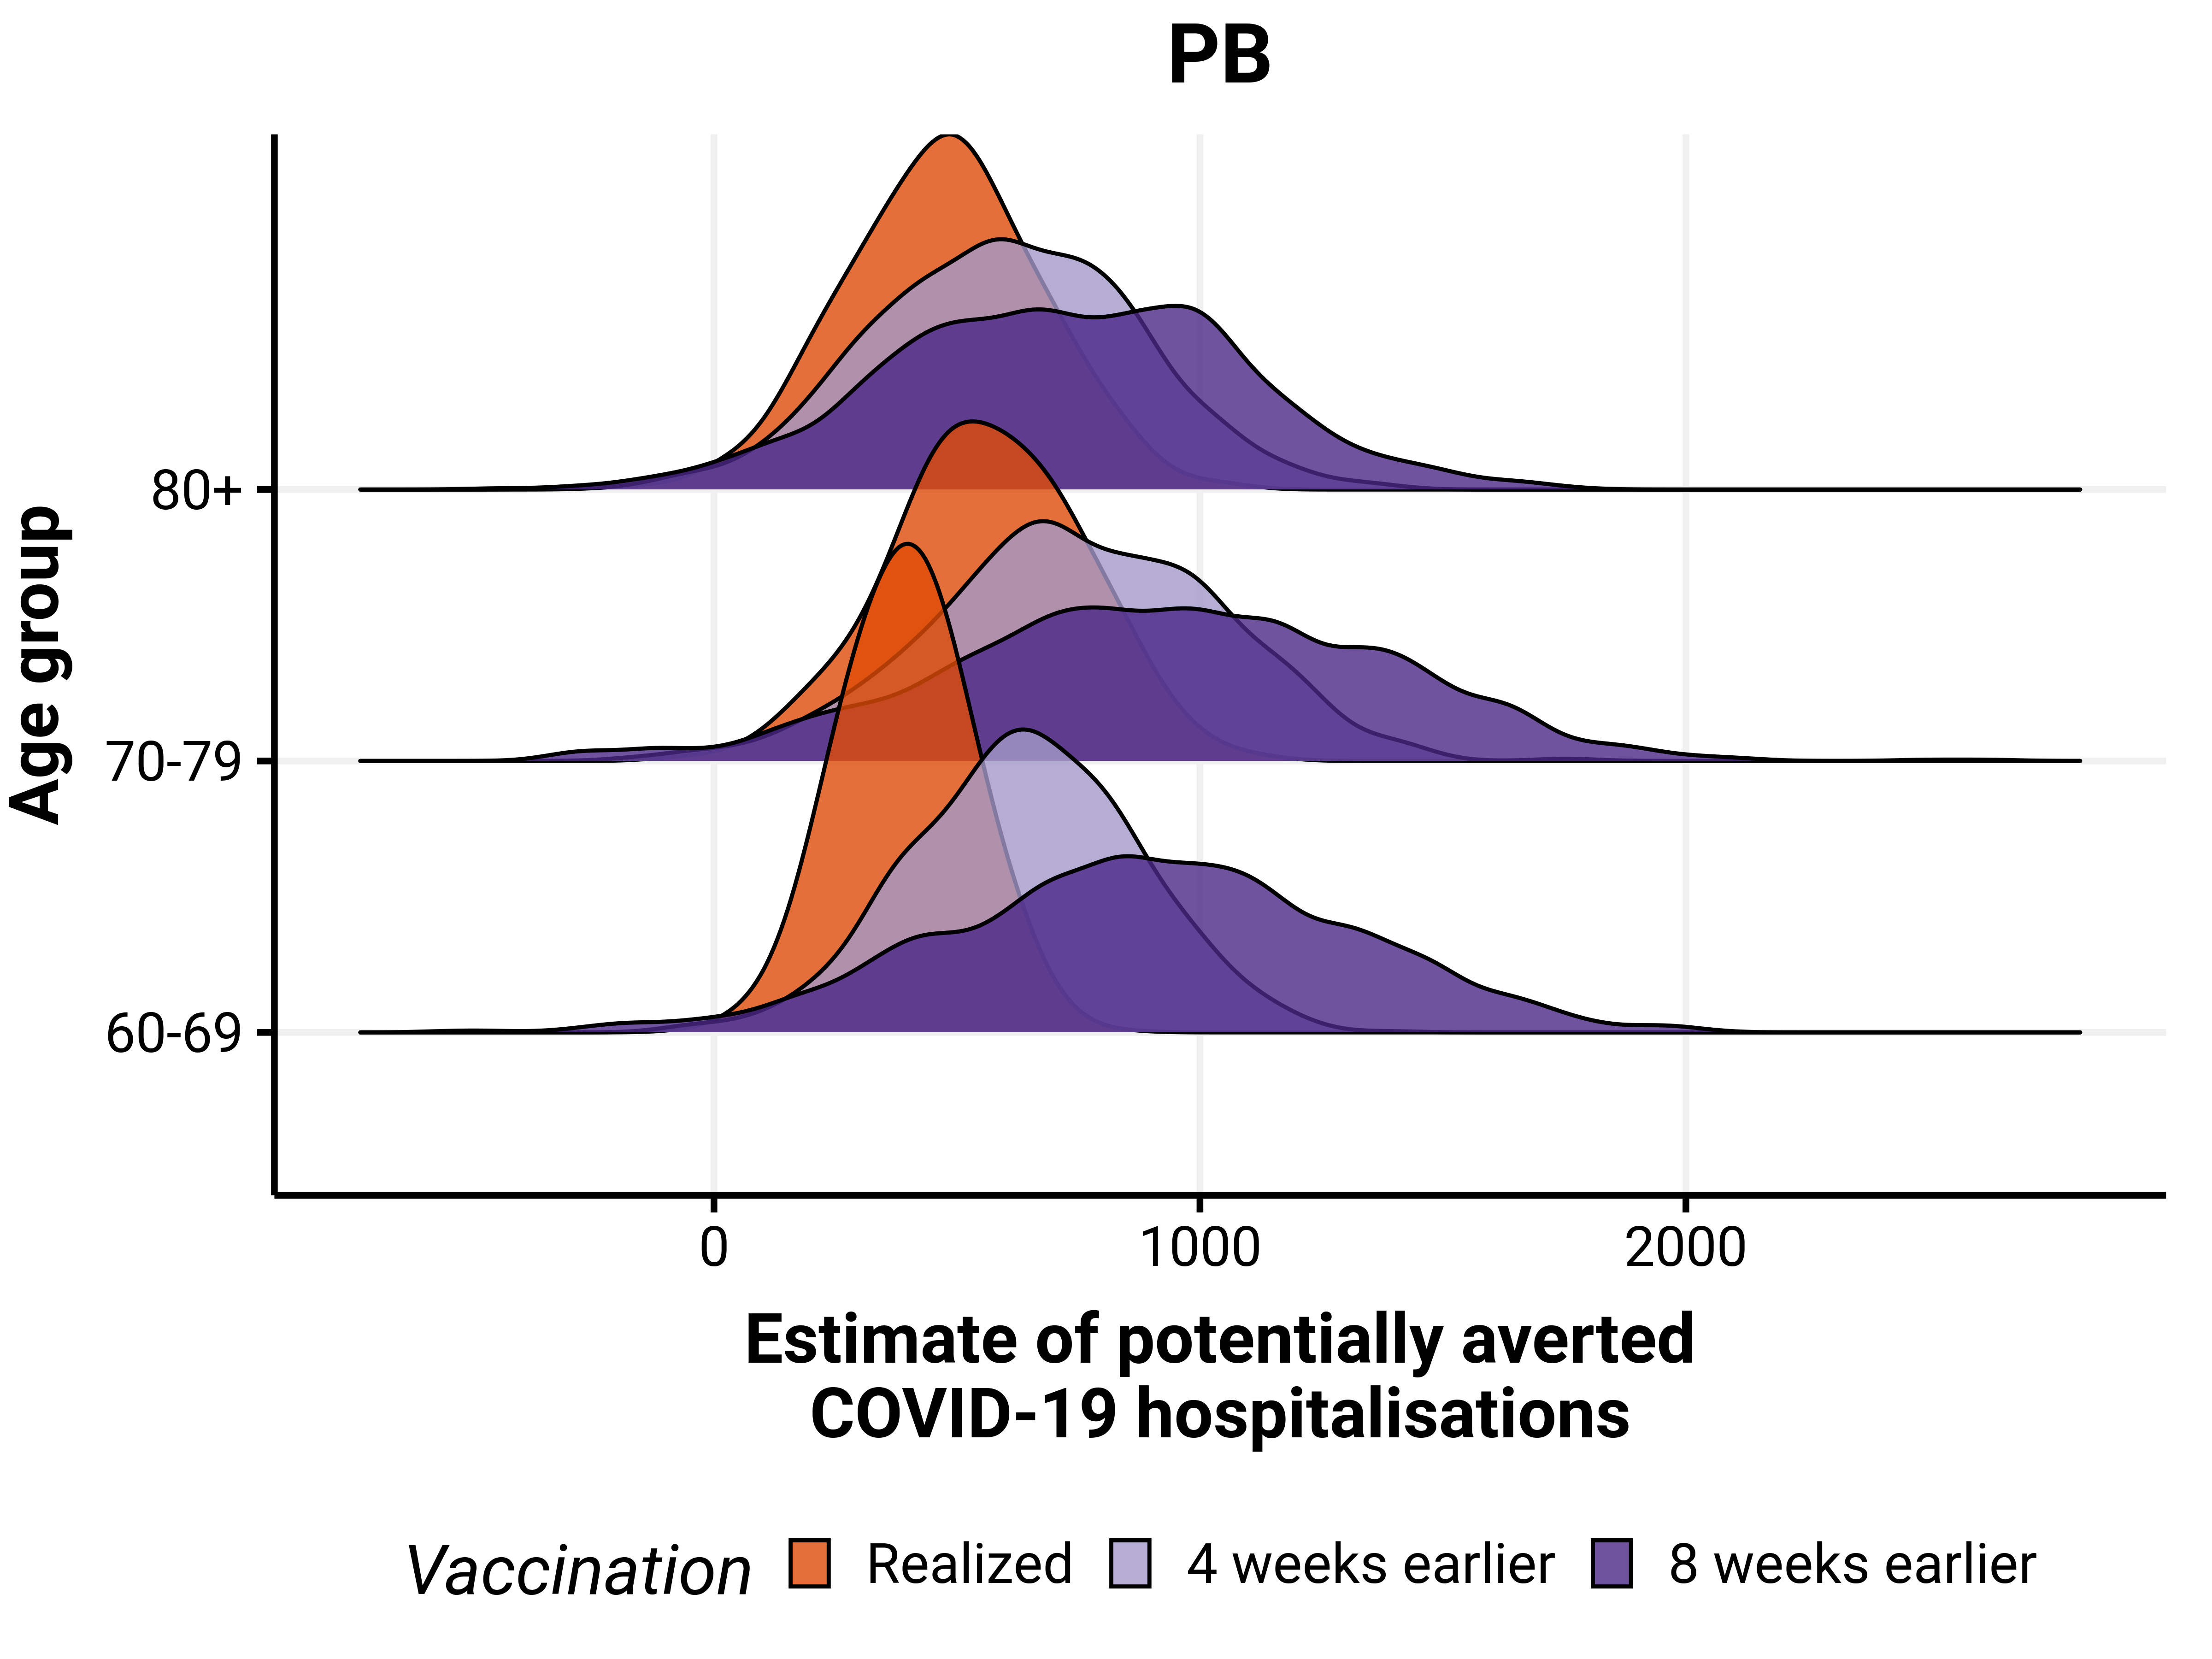 PB
Age group
80+
70-79
60-69
0 1000 2000
Estimate of potentially averted
COVID-19 hospitalisations
Vaccination Realized 4 weeks earlier 8 weeks earlier